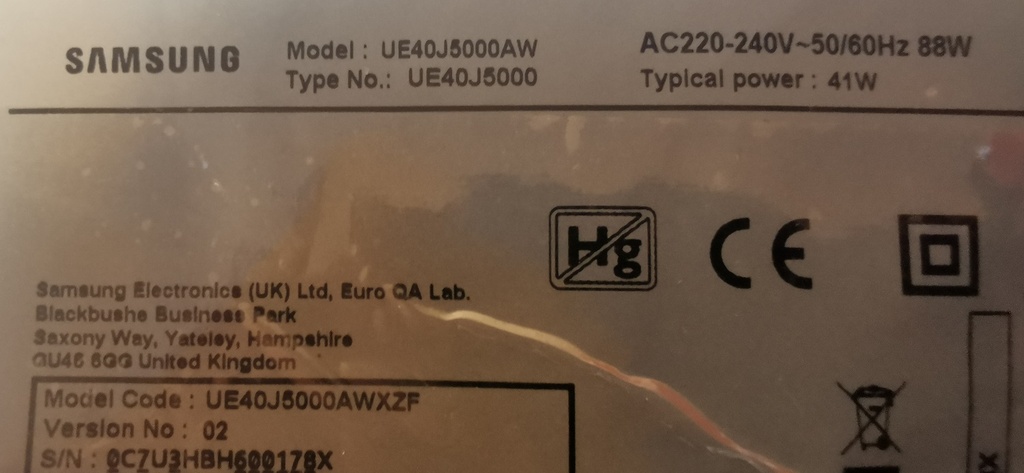 SAMSUNG
Model : UE40J5000AW
Type No.: UE40J5000
AC220-240V~50/60Hz 88W
Typical power : 41W
Hg
CE
Samsung Electronics (UK) Ltd, Euro QA Lab.
Blackbushe Business Park
Saxony Way, Yateley, Hampshire
GU46 6GG United Kingdom
Model Code : UE40J5000AWXZF
Version No : 02
S/N : 0C7U3HBH600178X
X